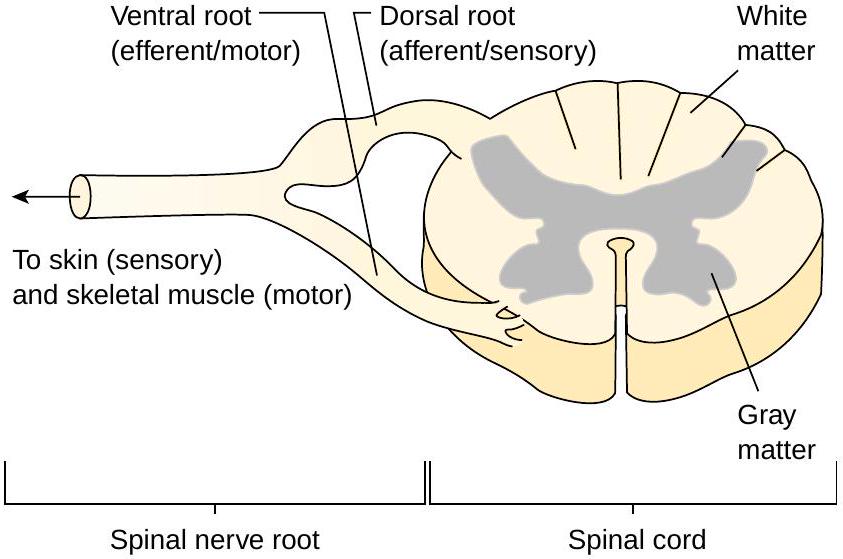 Ventral root
(efferent/motor)
Dorsal root
(afferent/sensory)
White
matter
To skin (sensory)
and skeletal muscle (motor)
Gray
matter
Spinal nerve root
Spinal cord